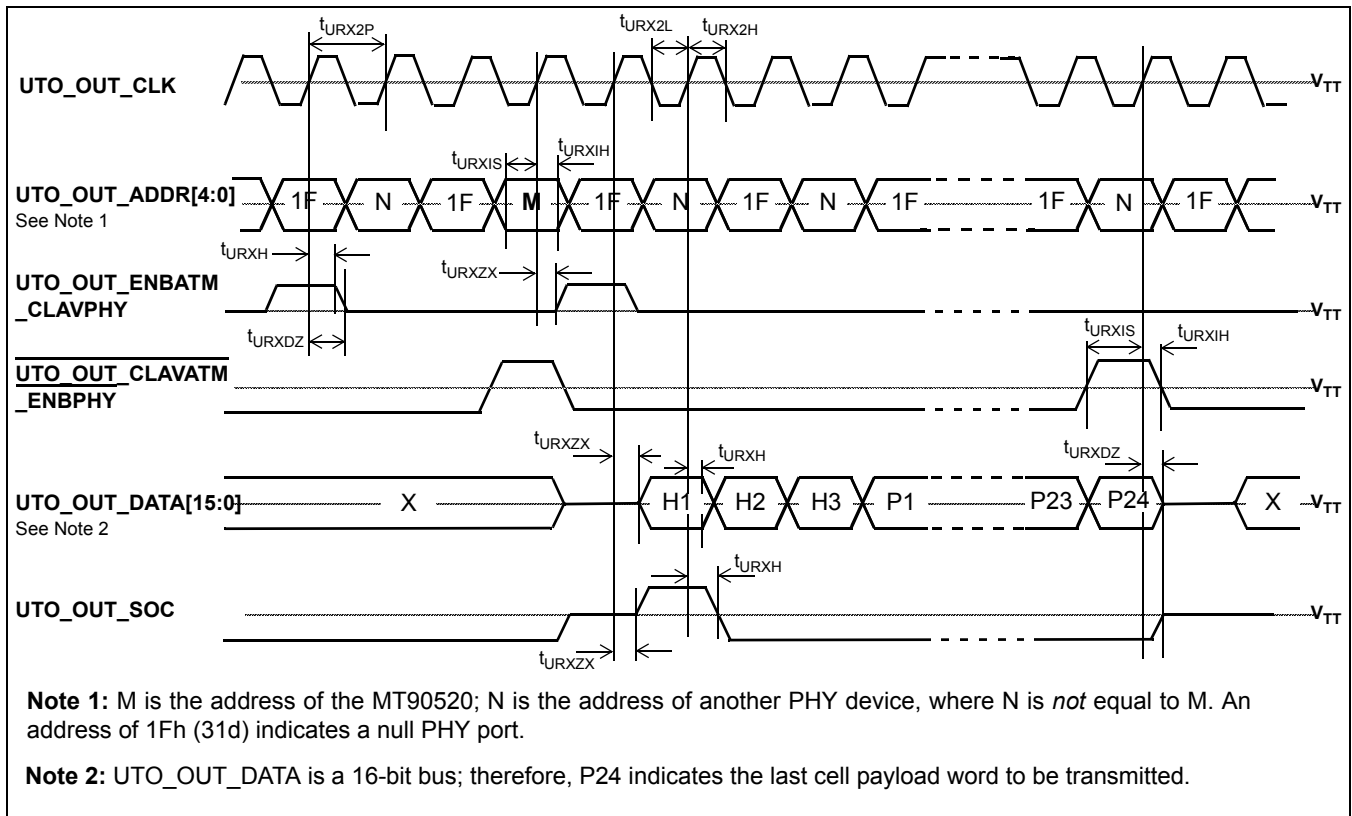 tURX2P tURX2L tURX2H
UTO_OUT_CLK VTT
tURXIS tURXIH
UTO_OUT_ADDR[4:0] 1F N 1F M 1F N 1F N 1F 1F N 1F VTT
See Note 1
tURXH tURXZX
UTO_OUT_ENBATM
_CLAVPHY VTT
tURXDZ tURXIS tURXIH
UTO_OUT_CLAVATM
_ENBPHY VTT
tURXZX tURXH tURXDZ
UTO_OUT_DATA[15:0] X H1 H2 H3 P1 P23 P24 X VTT
See Note 2
tURXH
UTO_OUT_SOC VTT
tURXZX
Note 1: M is the address of the MT90520; N is the address of another PHY device, where N is not equal to M. An
address of 1Fh (31d) indicates a null PHY port.
Note 2: UTO_OUT_DATA is a 16-bit bus; therefore, P24 indicates the last cell payload word to be transmitted.